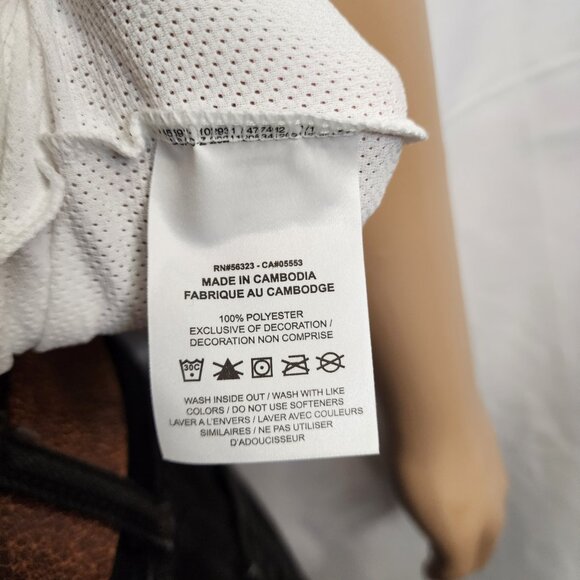 RN#56323 - CA#05553
MADE IN CAMBODIA
FABRIQUE AU CAMBODGE
100% POLYESTER
EXCLUSIVE OF DECORATION /
DECORATION NON COMPRISE
30C
WASH INSIDE OUT / WASH WITH LIKE
COLORS / DO NOT USE SOFTENERS
LAVER A L'ENVERS / LAVER AVEC COULEURS
SIMILAIRES / NE PAS UTILISER
D'ADOUCISSEUR